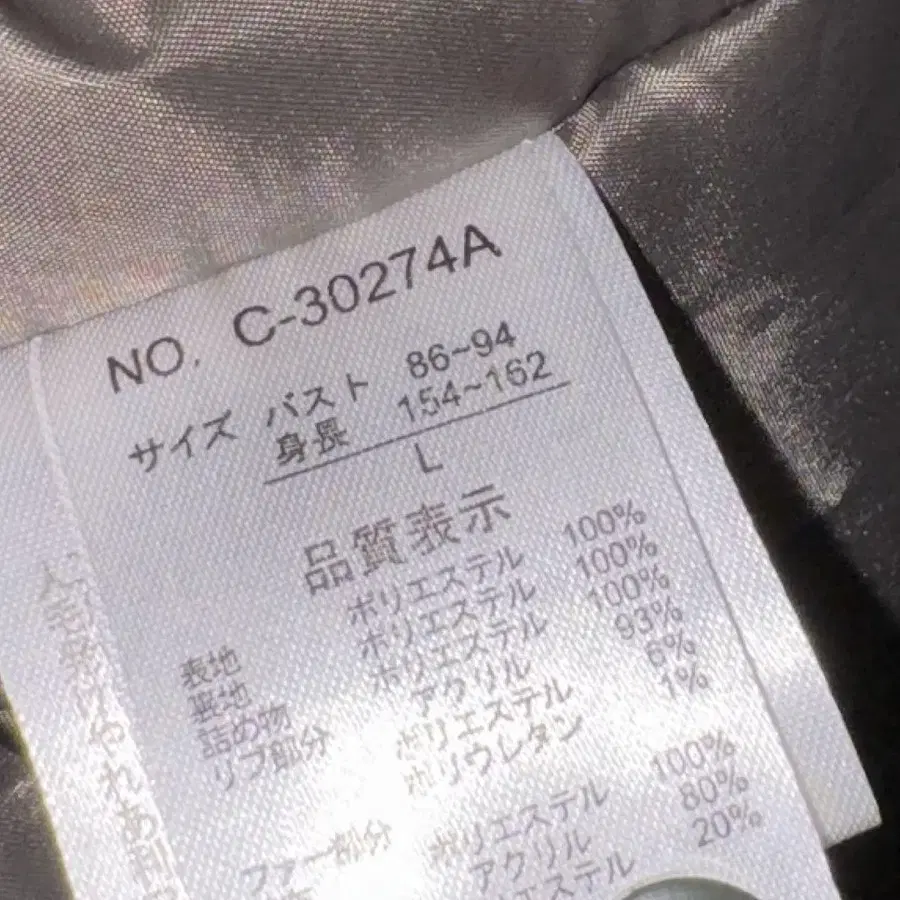 NO. C-30274A
サイズ バスト 86~94
身長 154~162
L
品質表示
表地 ポリエステル 100%
裏地 ポリエステル 100%
詰め物 ポリエステル 100%
リブ部分 アクリル 93%
ポリエステル 6%
ポリウレタン 1%
ファー部分 ポリエステル 100%
アクリル 80%
エステル 20%